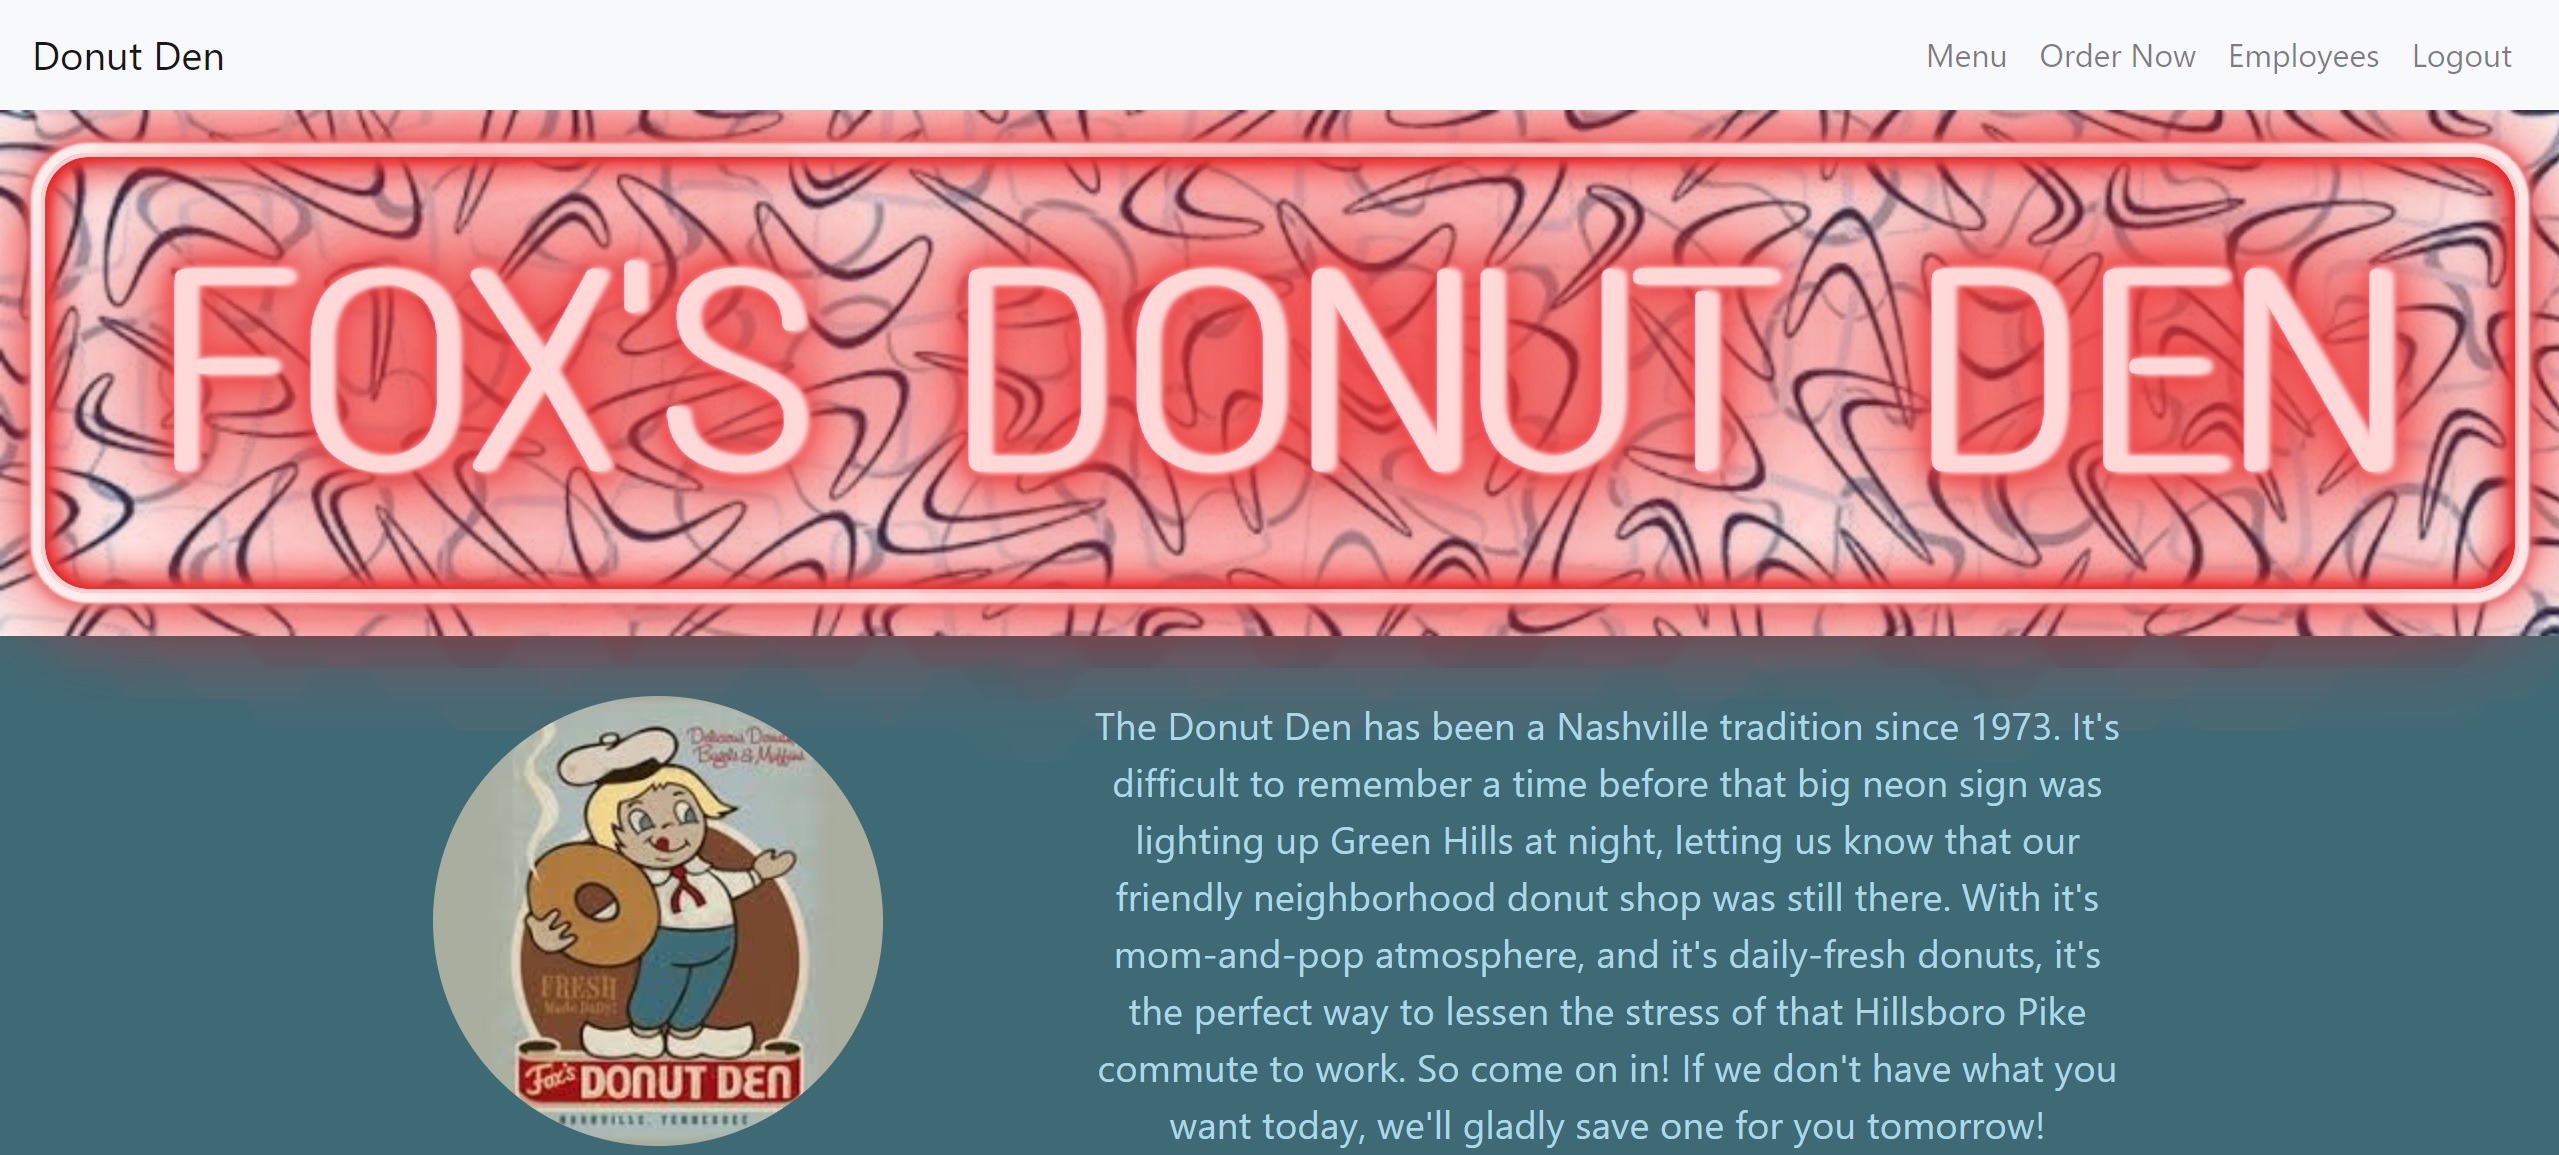 Donut Den
Menu Order Now Employees Logout
FOX'S DONUT DEN
Delicious Donuts
Bagels & Muffins
FRESH
Made Daily!
Fox's DONUT DEN
NASHVILLE, TENNESSEE
The Donut Den has been a Nashville tradition since 1973. It's
difficult to remember a time before that big neon sign was
lighting up Green Hills at night, letting us know that our
friendly neighborhood donut shop was still there. With it's
mom-and-pop atmosphere, and it's daily-fresh donuts, it's
the perfect way to lessen the stress of that Hillsboro Pike
commute to work. So come on in! If we don't have what you
want today, we'll gladly save one for you tomorrow!